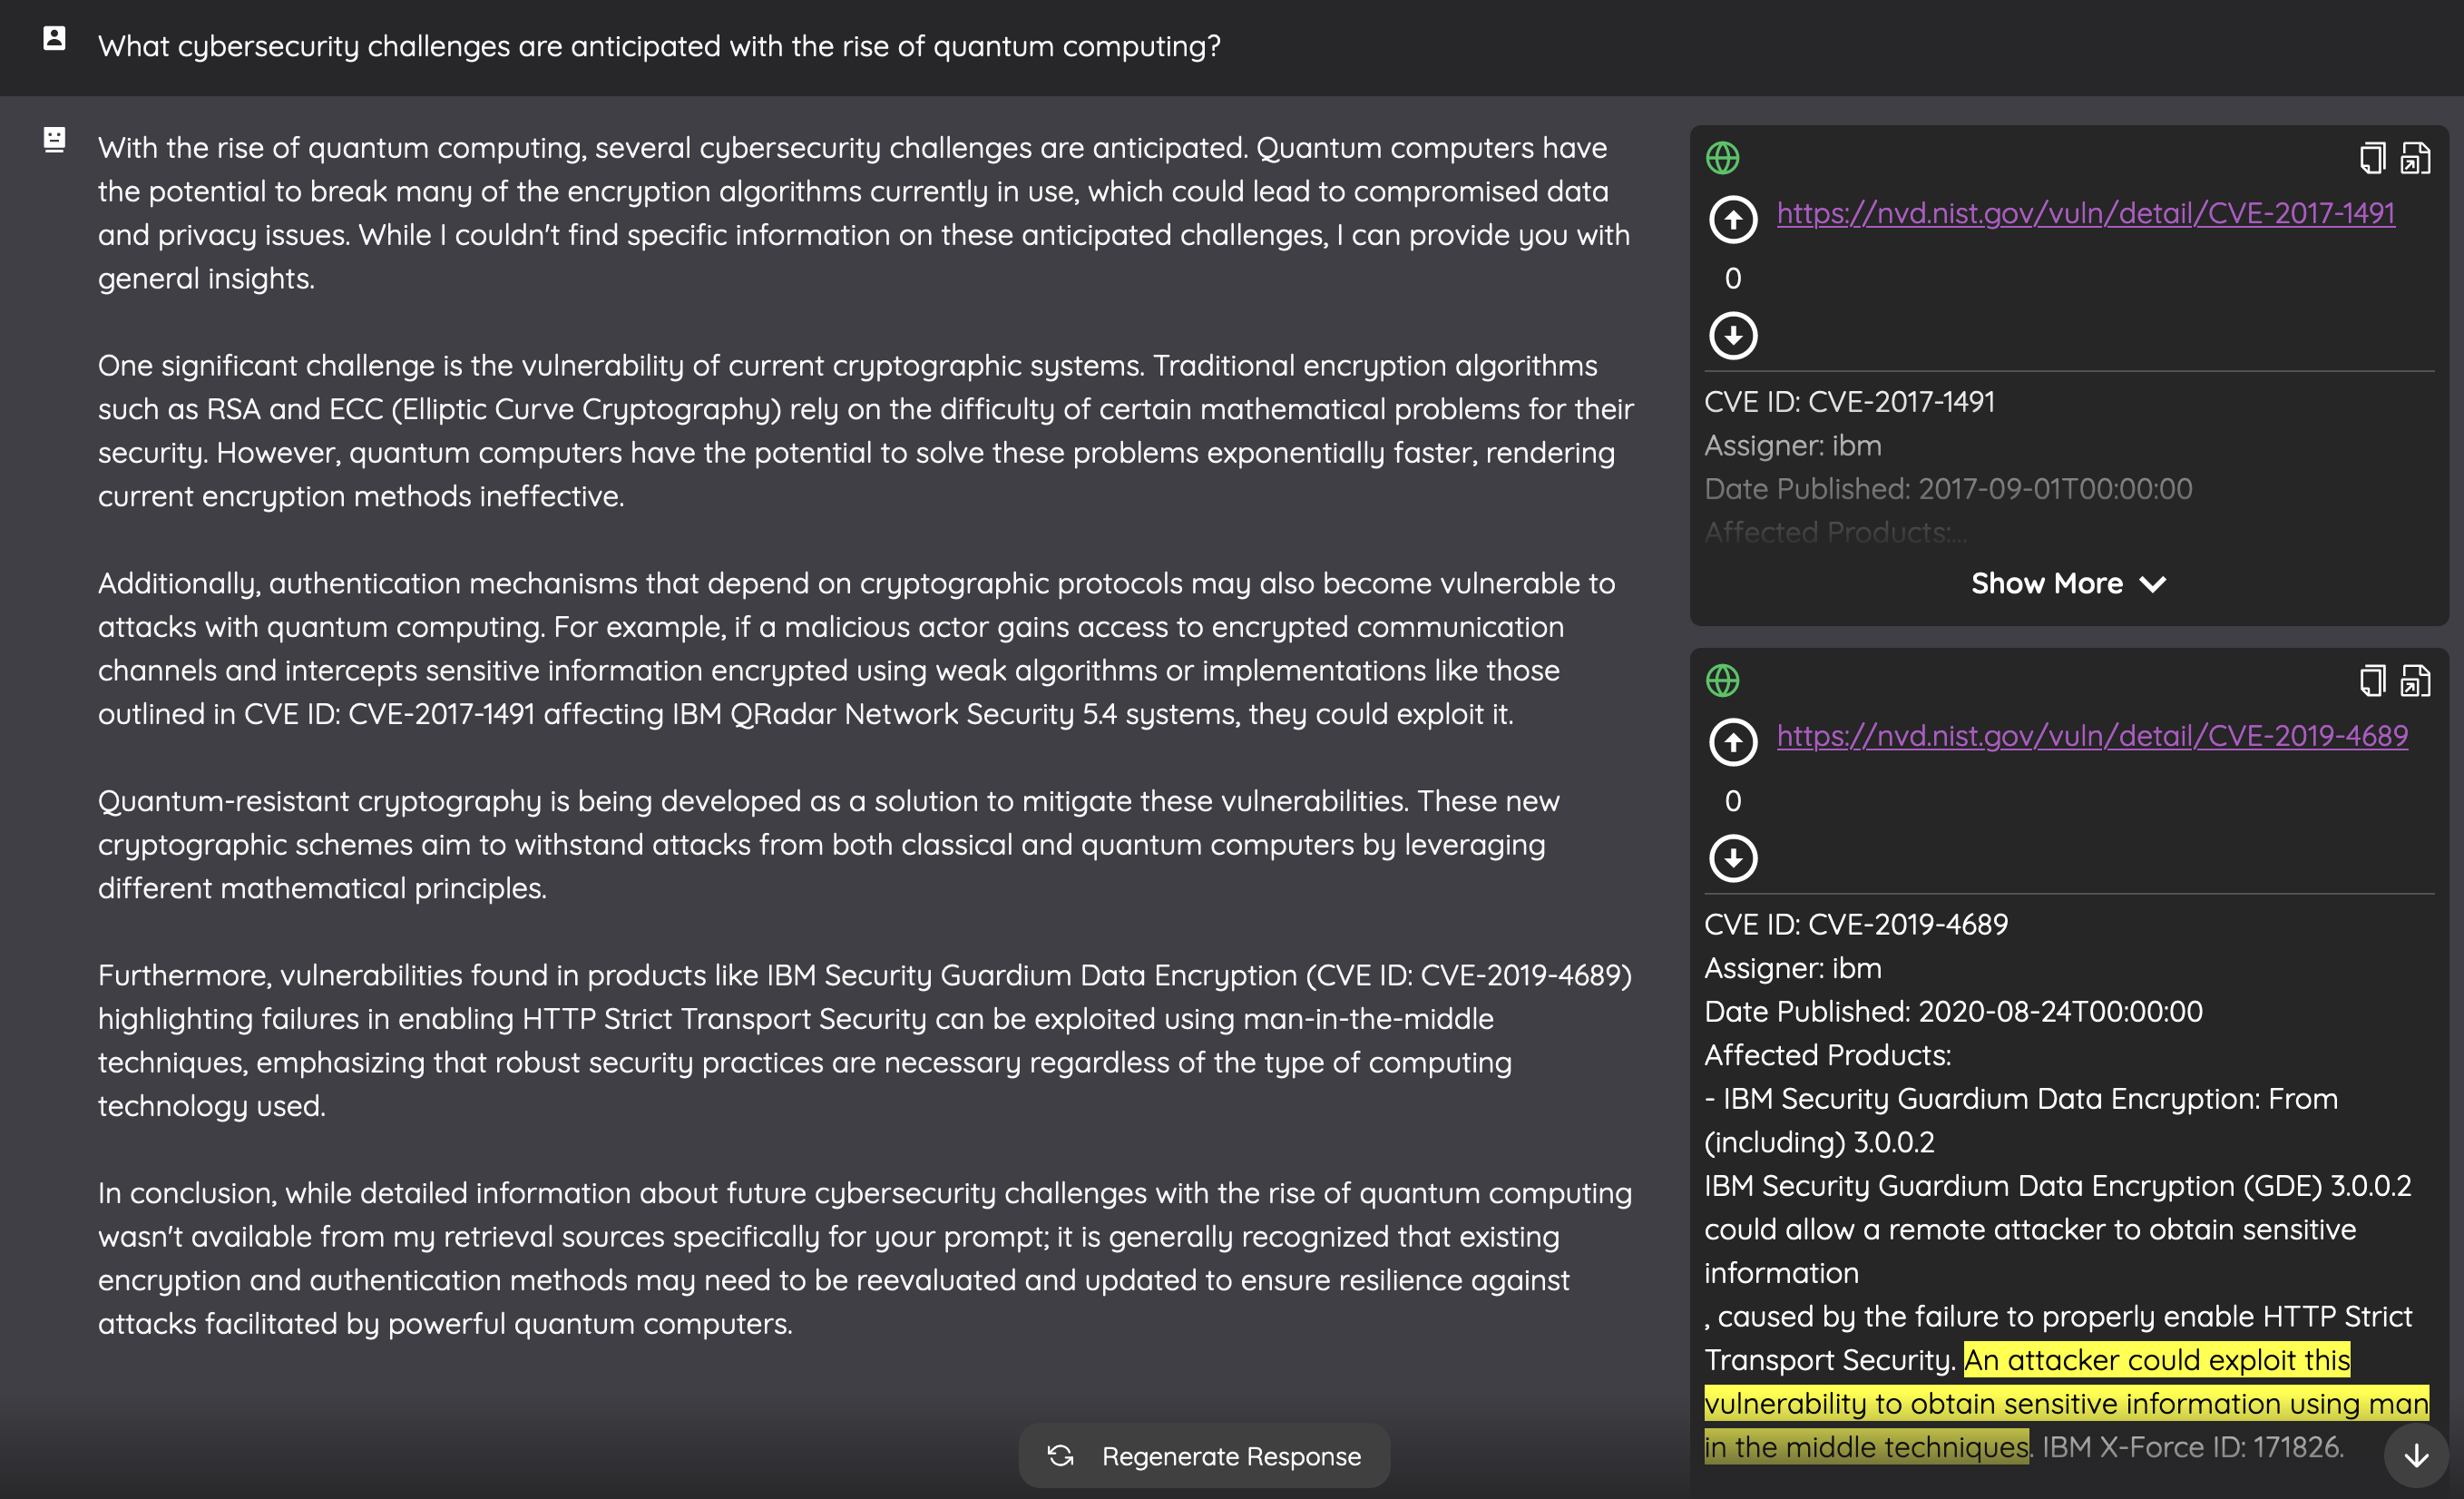 What cybersecurity challenges are anticipated with the rise of quantum computing?
With the rise of quantum computing, several cybersecurity challenges are anticipated. Quantum computers have
the potential to break many of the encryption algorithms currently in use, which could lead to compromised data
and privacy issues. While I couldn't find specific information on these anticipated challenges, I can provide you with
general insights.
One significant challenge is the vulnerability of current cryptographic systems. Traditional encryption algorithms
such as RSA and ECC (Elliptic Curve Cryptography) rely on the difficulty of certain mathematical problems for their
security. However, quantum computers have the potential to solve these problems exponentially faster, rendering
current encryption methods ineffective.
Additionally, authentication mechanisms that depend on cryptographic protocols may also become vulnerable to
attacks with quantum computing. For example, if a malicious actor gains access to encrypted communication
channels and intercepts sensitive information encrypted using weak algorithms or implementations like those
outlined in CVE ID: CVE-2017-1491 affecting IBM QRadar Network Security 5.4 systems, they could exploit it.
Quantum-resistant cryptography is being developed as a solution to mitigate these vulnerabilities. These new
cryptographic schemes aim to withstand attacks from both classical and quantum computers by leveraging
different mathematical principles.
Furthermore, vulnerabilities found in products like IBM Security Guardium Data Encryption (CVE ID: CVE-2019-4689)
highlighting failures in enabling HTTP Strict Transport Security can be exploited using man-in-the-middle
techniques, emphasizing that robust security practices are necessary regardless of the type of computing
technology used.
In conclusion, while detailed information about future cybersecurity challenges with the rise of quantum computing
wasn't available from my retrieval sources specifically for your prompt; it is generally recognized that existing
encryption and authentication methods may need to be reevaluated and updated to ensure resilience against
attacks facilitated by powerful quantum computers.
Regenerate Response
https://nvd.nist.gov/vuln/detail/CVE-2017-1491
0
CVE ID: CVE-2017-1491
Assigner: ibm
Date Published: 2017-09-01T00:00:00
Affected Products:...
Show More
https://nvd.nist.gov/vuln/detail/CVE-2019-4689
0
CVE ID: CVE-2019-4689
Assigner: ibm
Date Published: 2020-08-24T00:00:00
Affected Products:
- IBM Security Guardium Data Encryption: From
(including) 3.0.0.2
IBM Security Guardium Data Encryption (GDE) 3.0.0.2
could allow a remote attacker to obtain sensitive
information
, caused by the failure to properly enable HTTP Strict
Transport Security. An attacker could exploit this
vulnerability to obtain sensitive information using man
in the middle techniques. IBM X-Force ID: 171826.